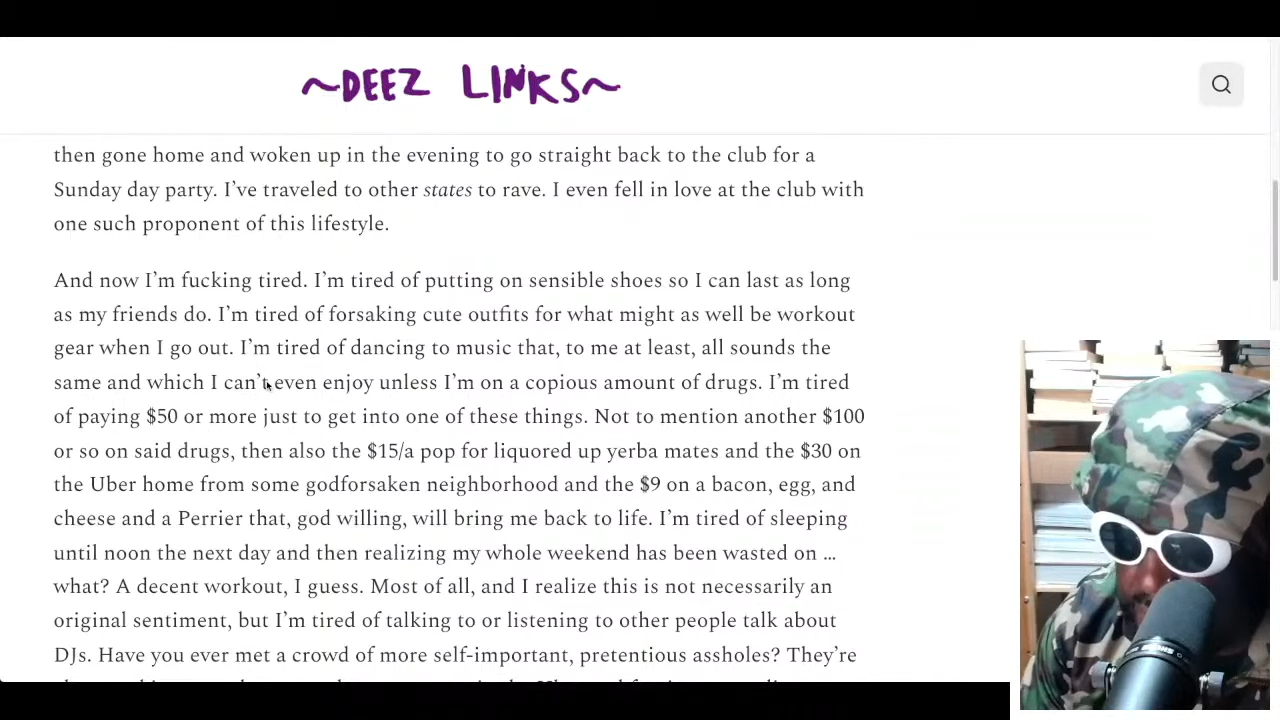 ~DEEZ LINKS~
then gone home and woken up in the evening to go straight back to the club for a
Sunday day party. I’ve traveled to other states to rave. I even fell in love at the club with
one such proponent of this lifestyle.
And now I’m fucking tired. I’m tired of putting on sensible shoes so I can last as long
as my friends do. I’m tired of forsaking cute outfits for what might as well be workout
gear when I go out. I’m tired of dancing to music that, to me at least, all sounds the
same and which I can’t even enjoy unless I’m on a copious amount of drugs. I’m tired
of paying $50 or more just to get into one of these things. Not to mention another $100
or so on said drugs, then also the $15/a pop for liquored up yerba mates and the $30 on
the Uber home from some godforsaken neighborhood and the $9 on a bacon, egg, and
cheese and a Perrier that, god willing, will bring me back to life. I’m tired of sleeping
until noon the next day and then realizing my whole weekend has been wasted on …
what? A decent workout, I guess. Most of all, and I realize this is not necessarily an
original sentiment, but I’m tired of talking to or listening to other people talk about
DJs. Have you ever met a crowd of more self-important, pretentious assholes? They’re